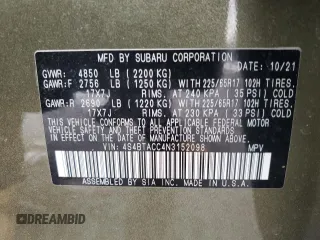 MFD BY SUBARU CORPORATION 10/21
GVWR: 4850 LB (2200 KG)
GAWR:F 2756 LB (1250 KG) WITH 225/65R17 102H TIRES,
17X7J RIMS, AT 240 KPA (35 PSI) COLD
GAWR:R 2690 LB (1220 KG) WITH 225/65R17 102H TIRES,
17X7J RIMS, AT 230 KPA (33 PSI) COLD
THIS VEHICLE CONFORMS TO ALL APPLICABLE FEDERAL
MOTOR VEHICLE SAFETY, BUMPER, AND THEFT PREVENTION STANDARDS
IN EFFECT ON THE DATE OF MANUFACTURE SHOWN ABOVE.
VIN: 4S4BTACC4N3152098 MPV
ASSEMBLED BY SIA INC. MADE IN U.S.A.
DREAMBID